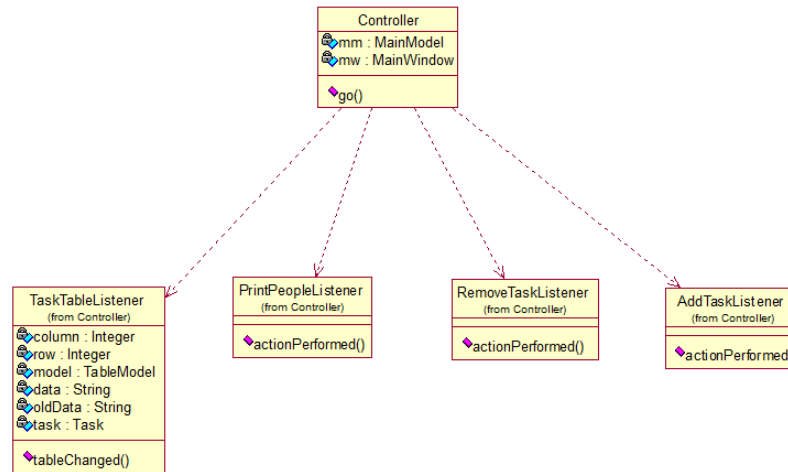 Controller
mm : MainModel
mw : MainWindow
go()
TaskTableListener
(from Controller)
column : Integer
row : Integer
model : TableModel
data : String
oldData : String
task : Task
tableChanged()
PrintPeopleListener
(from Controller)
actionPerformed()
RemoveTaskListener
(from Controller)
actionPerformed()
AddTaskListener
(from Controller)
actionPerformed